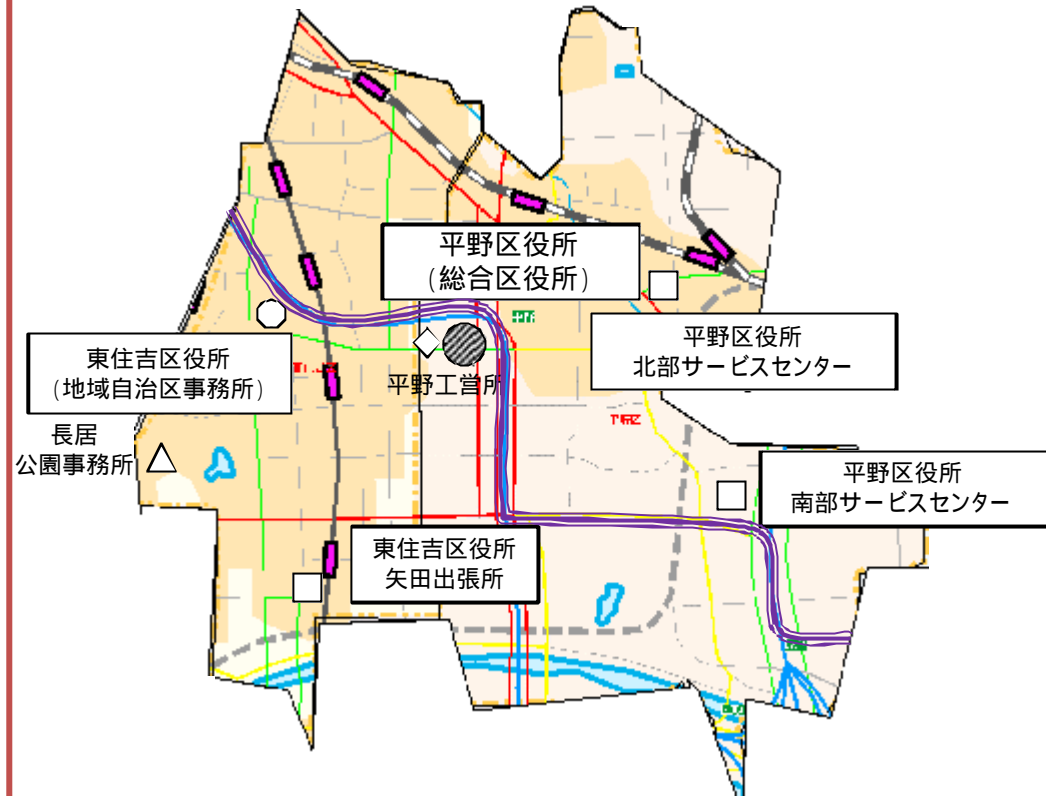 平野区役所
(総合区役所)
平野区役所
北部サービスセンター
東住吉区役所
(地域自治区事務所)
平野工営所
長居
公園事務所
平野区役所
南部サービスセンター
東住吉区役所
矢田出張所